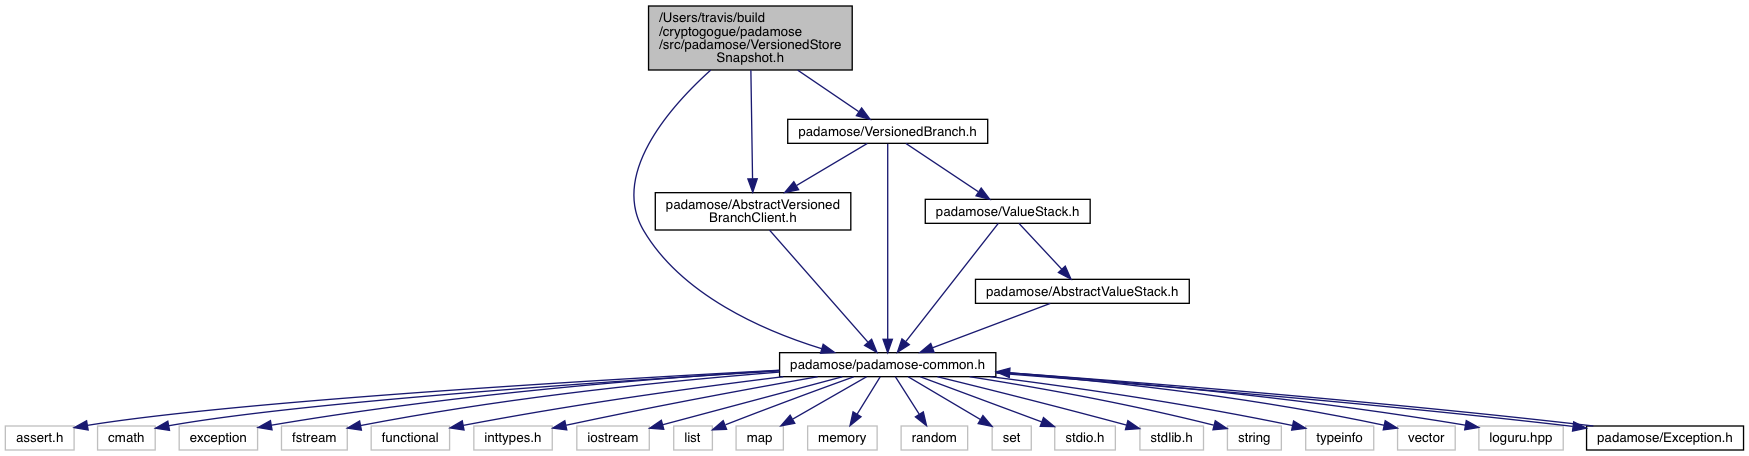 /Users/travis/build
/cryptogogue/padamose
/src/padamose/VersionedStore
Snapshot.h
padamose/VersionedBranch.h
padamose/AbstractVersioned
BranchClient.h
padamose/ValueStack.h
padamose/AbstractValueStack.h
padamose/padamose-common.h
assert.h
cmath
exception
fstream
functional
inttypes.h
iostream
list
map
memory
random
set
stdio.h
stdlib.h
string
typeinfo
vector
loguru.hpp
padamose/Exception.h